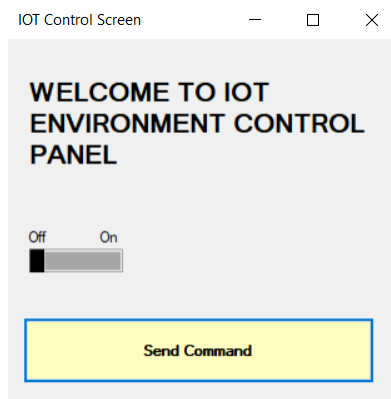 IOT Control Screen
WELCOME TO IOT
ENVIRONMENT CONTROL
PANEL
Off On
Send Command